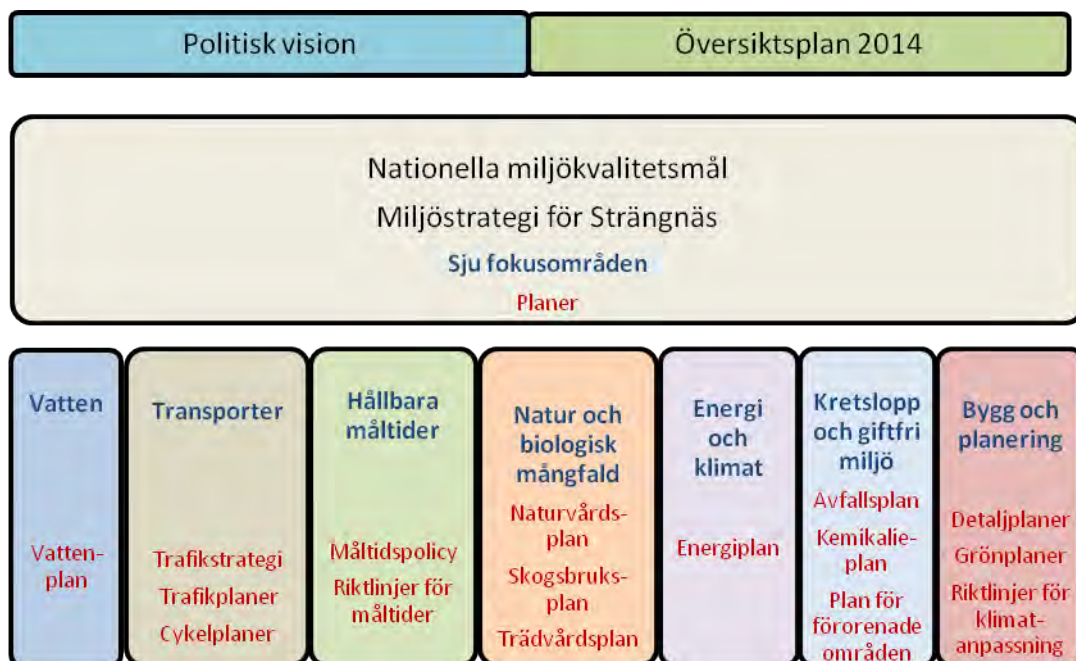 Politisk vision
Översiktsplan 2014
Nationella miljökvalitetsmål
Miljöstrategi för Strängnäs
Sju fokusområden
Planer
Vatten
Vatten-
plan
Transporter
Trafikstrategi
Trafikplaner
Cykelplaner
Hållbara
måltider
Måltidspolicy
Riktlinjer för
måltider
Natur och
biologisk
mångfald
Naturvårds-
plan
Skogsbruks-
plan
Trädvårdsplan
Energi
och
klimat
Energiplan
Kretslopp
och giftfri
miljö
Avfallsplan
Kemikalie-
plan
Plan för
förorenade
områden
Bygg och
planering
Detaljplaner
Grönplaner
Riktlinjer för
klimat-
anpassning